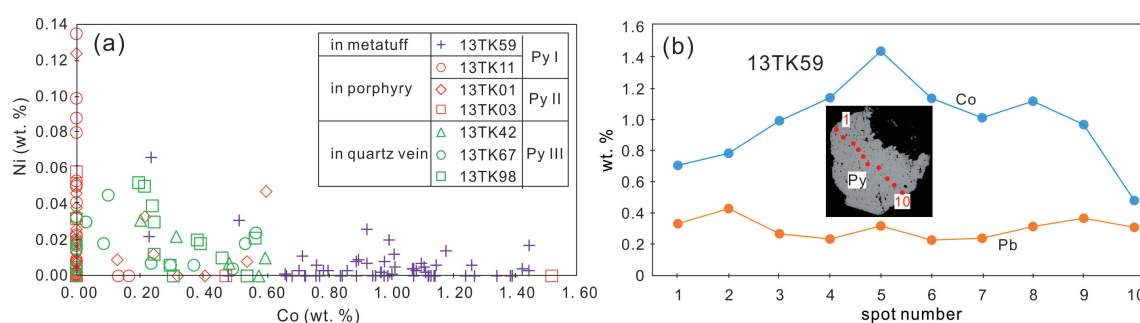 (a)
0.14
0.12
0.10
0.08
0.06
0.04
0.02
0.00
Ni (wt. %)
0.00 0.20 0.40 0.60 0.80 1.00 1.20 1.40 1.60
Co (wt. %)
in metatuff 13TK59 Py I
in porphyry 13TK11
13TK01 Py II
13TK03
in quartz vein 13TK42 Py III
13TK67
13TK98
(b)
13TK59
1.6
1.4
1.2
1.0
0.8
0.6
0.4
0.2
0
wt. %
Co
Pb
1
Py
10
1 2 3 4 5 6 7 8 9 10
spot number